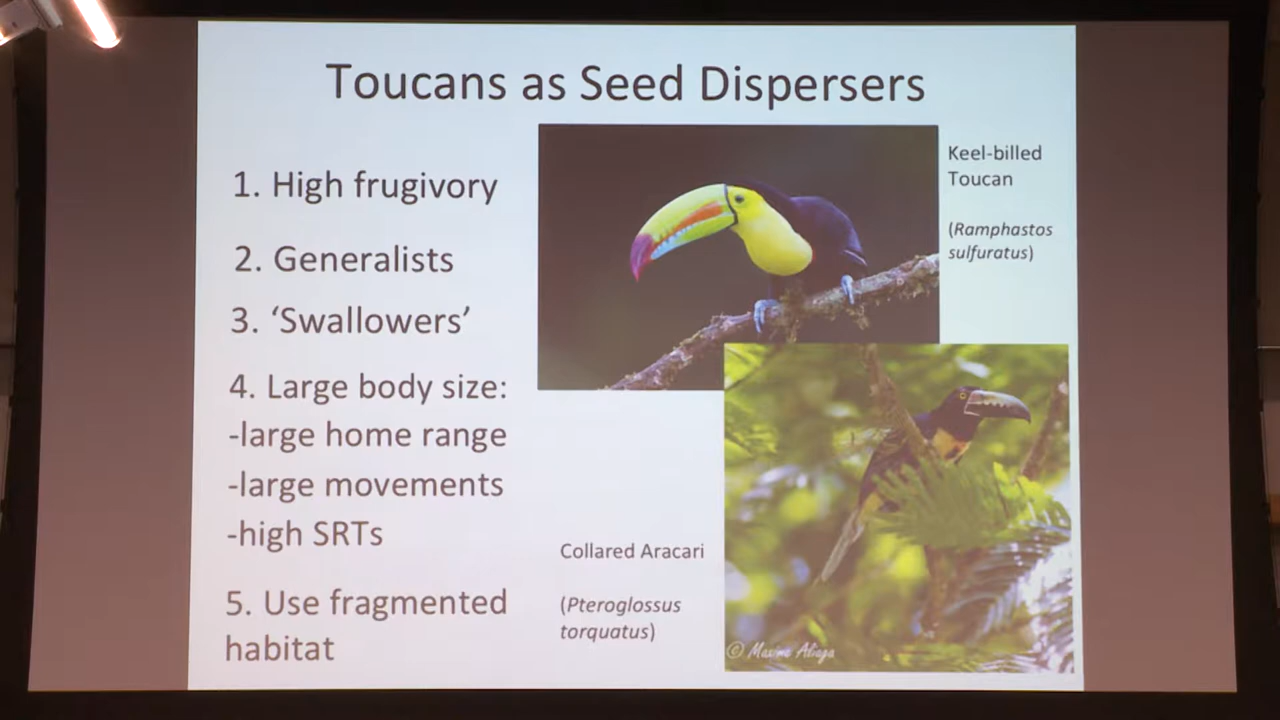 Toucans as Seed Dispersers
1. High frugivory
2. Generalists
3. ‘Swallowers’
4. Large body size:
-large home range
-large movements
-high SRTs
5. Use fragmented
habitat
Keel-billed
Toucan
(Ramphastos
sulfuratus)
Collared Aracari
(Pteroglossus
torquatus)
© Maxime Aliaga